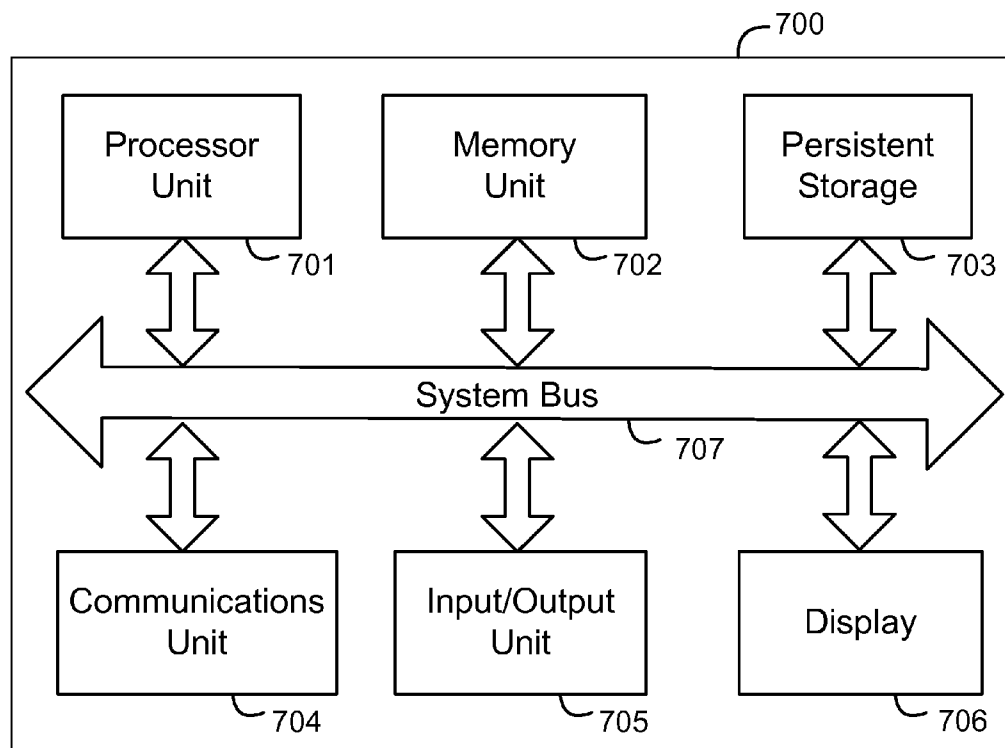 700
Processor
Unit
701
Memory
Unit
702
Persistent
Storage
703
System Bus
707
Communications
Unit
704
Input/Output
Unit
705
Display
706